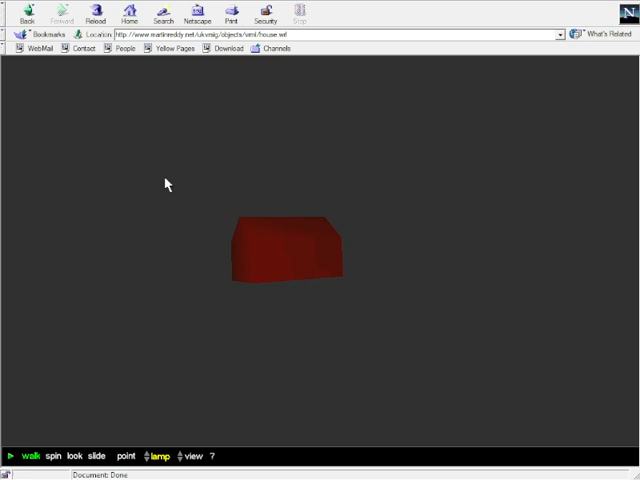 Back Forward Reload Home Search Netscape Print Security Stop
Bookmarks Location: http://www.martinreddy.net/ukvrsig/objects/vrml/house.wrl What's Related
WebMail Contact People Yellow Pages Download Channels
N
walk spin look slide point lamp view ?
Document: Done